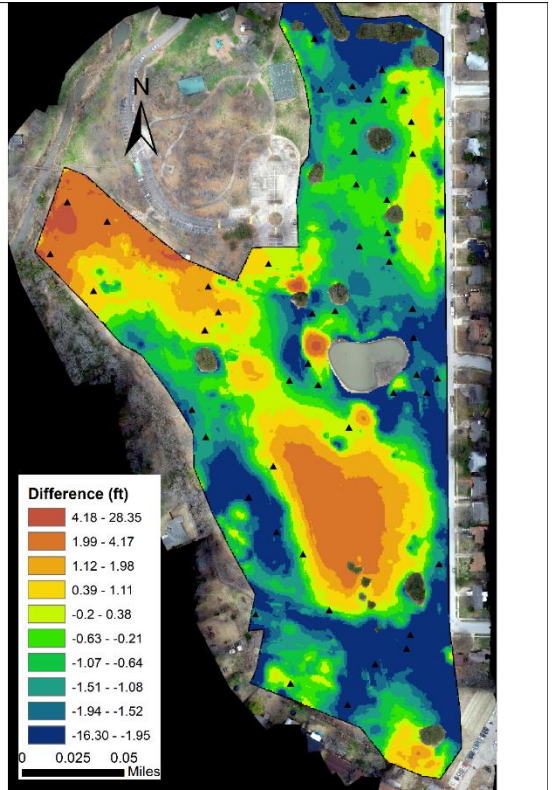 N
Difference (ft)
4.18 - 28.35
1.99 - 4.17
1.12 - 1.98
0.39 - 1.11
-0.2 - 0.38
-0.63 - -0.21
-1.07 - -0.64
-1.51 - -1.08
-1.94 - -1.52
-16.30 - -1.95
0 0.025 0.05
Miles